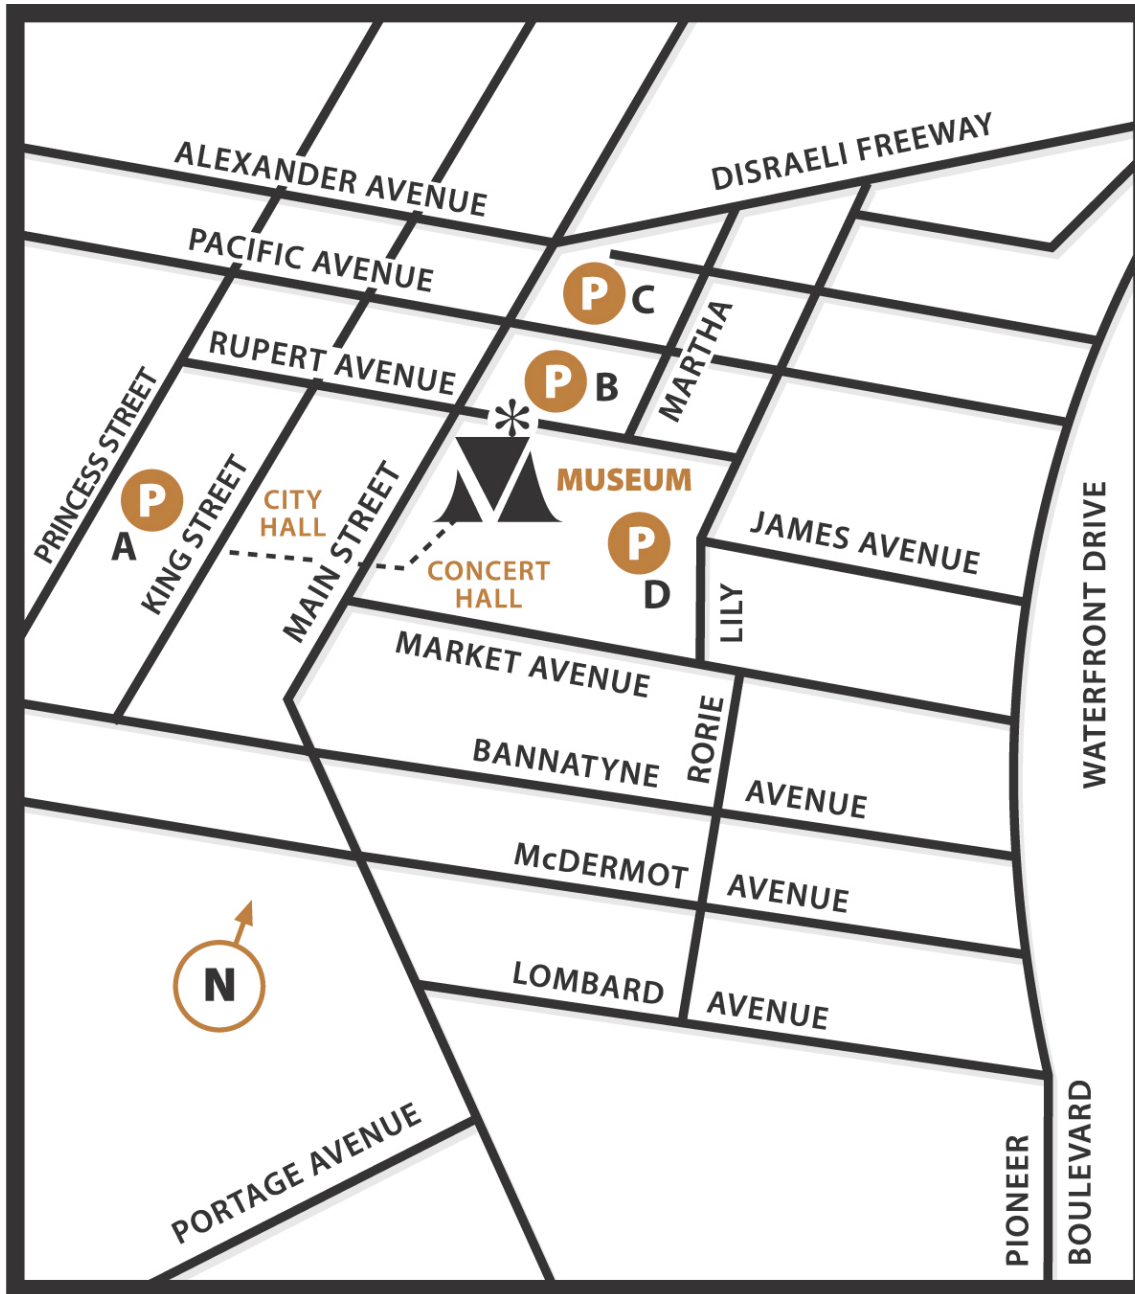 ALEXANDER AVENUE
DISRAELI FREEWAY
PACIFIC AVENUE
P C
RUPERT AVENUE
MARTHA
P B
*
PRINCESS STREET
P
A
KING STREET
CITY
HALL
MAIN STREET
MUSEUM
P
D
CONCERT
HALL
JAMES AVENUE
LILY
WATERFRONT DRIVE
MARKET AVENUE
RORIE
BANNATYNE AVENUE
McDERMOT AVENUE
N
LOMBARD AVENUE
PORTAGE AVENUE
PIONEER
BOULEVARD